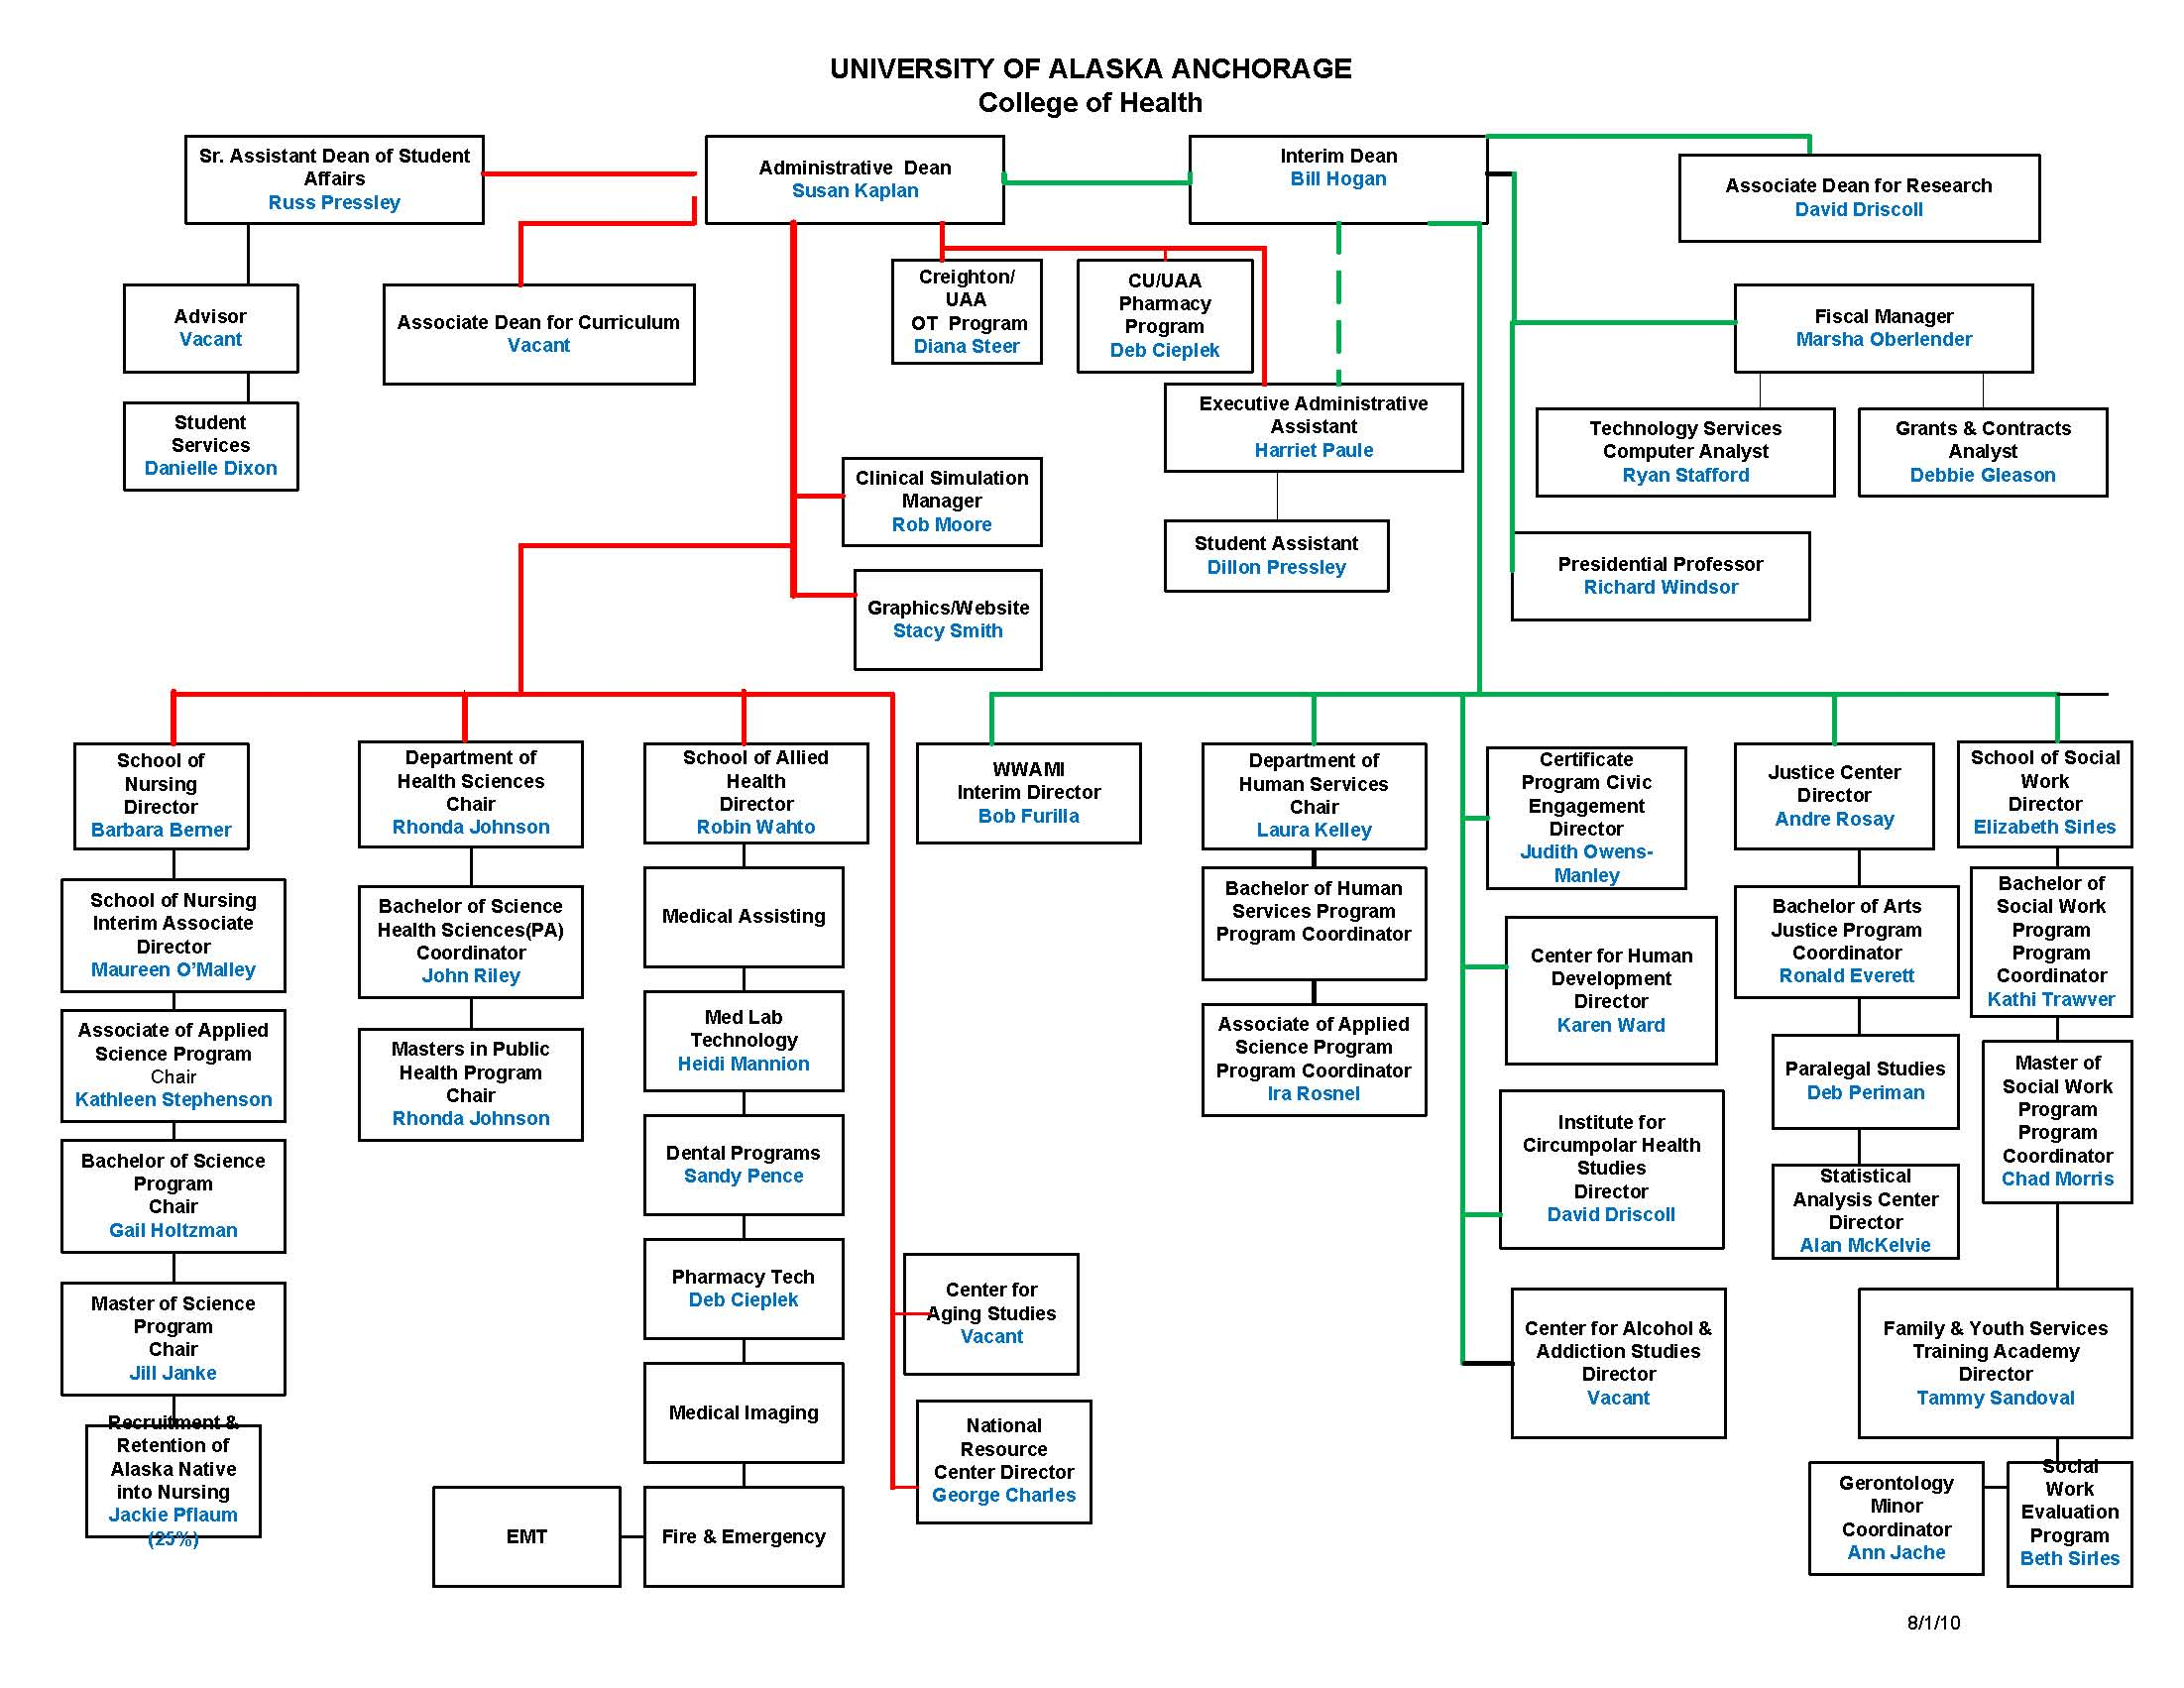 UNIVERSITY OF ALASKA ANCHORAGE
College of Health
Sr. Assistant Dean of Student
Affairs
Russ Pressley
Administrative Dean
Susan Kaplan
Interim Dean
Bill Hogan
Associate Dean for Research
David Driscoll
Advisor
Vacant
Associate Dean for Curriculum
Vacant
Creighton/
UAA
OT Program
Diana Steer
CU/UAA
Pharmacy
Program
Deb Cieplek
Fiscal Manager
Marsha Oberlender
Student
Services
Danielle Dixon
Executive Administrative
Assistant
Harriet Paule
Technology Services
Computer Analyst
Ryan Stafford
Grants & Contracts
Analyst
Debbie Gleason
Clinical Simulation
Manager
Rob Moore
Student Assistant
Dillon Pressley
Presidential Professor
Richard Windsor
Graphics/Website
Stacy Smith
School of
Nursing
Director
Barbara Berner
Department of
Health Sciences
Chair
Rhonda Johnson
School of Allied
Health
Director
Robin Wahto
WWAMI
Interim Director
Bob Furilla
Department of
Human Services
Chair
Laura Kelley
Certificate
Program Civic
Engagement
Director
Judith Owens-
Manley
Justice Center
Director
Andre Rosay
School of Social
Work
Director
Elizabeth Sirles
School of Nursing
Interim Associate
Director
Maureen O’Malley
Bachelor of Science
Health Sciences(PA)
Coordinator
John Riley
Medical Assisting
Bachelor of Human
Services Program
Program Coordinator
Center for Human
Development
Director
Karen Ward
Bachelor of Arts
Justice Program
Coordinator
Ronald Everett
Bachelor of
Social Work
Program
Program
Coordinator
Kathi Trawver
Associate of Applied
Science Program
Chair
Kathleen Stephenson
Masters in Public
Health Program
Chair
Rhonda Johnson
Med Lab
Technology
Heidi Mannion
Associate of Applied
Science Program
Program Coordinator
Ira Rosnel
Institute for
Circumpolar Health
Studies
Director
David Driscoll
Paralegal Studies
Deb Periman
Master of
Social Work
Program
Program
Coordinator
Chad Morris
Bachelor of Science
Program
Chair
Gail Holtzman
Dental Programs
Sandy Pence
Statistical
Analysis Center
Director
Alan McKelvie
Master of Science
Program
Chair
Jill Janke
Pharmacy Tech
Deb Cieplek
Center for
Aging Studies
Vacant
Center for Alcohol &
Addiction Studies
Director
Vacant
Family & Youth Services
Training Academy
Director
Tammy Sandoval
Recruitment &
Retention of
Alaska Native
into Nursing
Jackie Pflaum
(25%)
Medical Imaging
National
Resource
Center Director
George Charles
EMT
Fire & Emergency
Gerontology
Minor
Coordinator
Ann Jache
Social
Work
Evaluation
Program
Beth Sirles
8/1/10